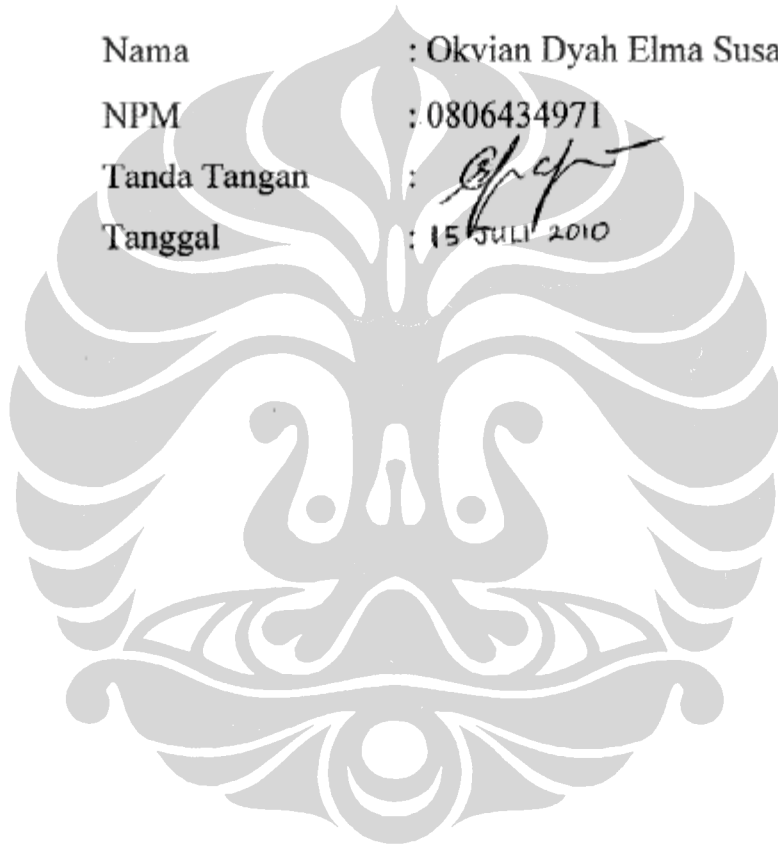 Nama : Okvian Dyah Elma Susa
NPM : 0806434971
Tanda Tangan :
Tanggal : 15 JULI 2010